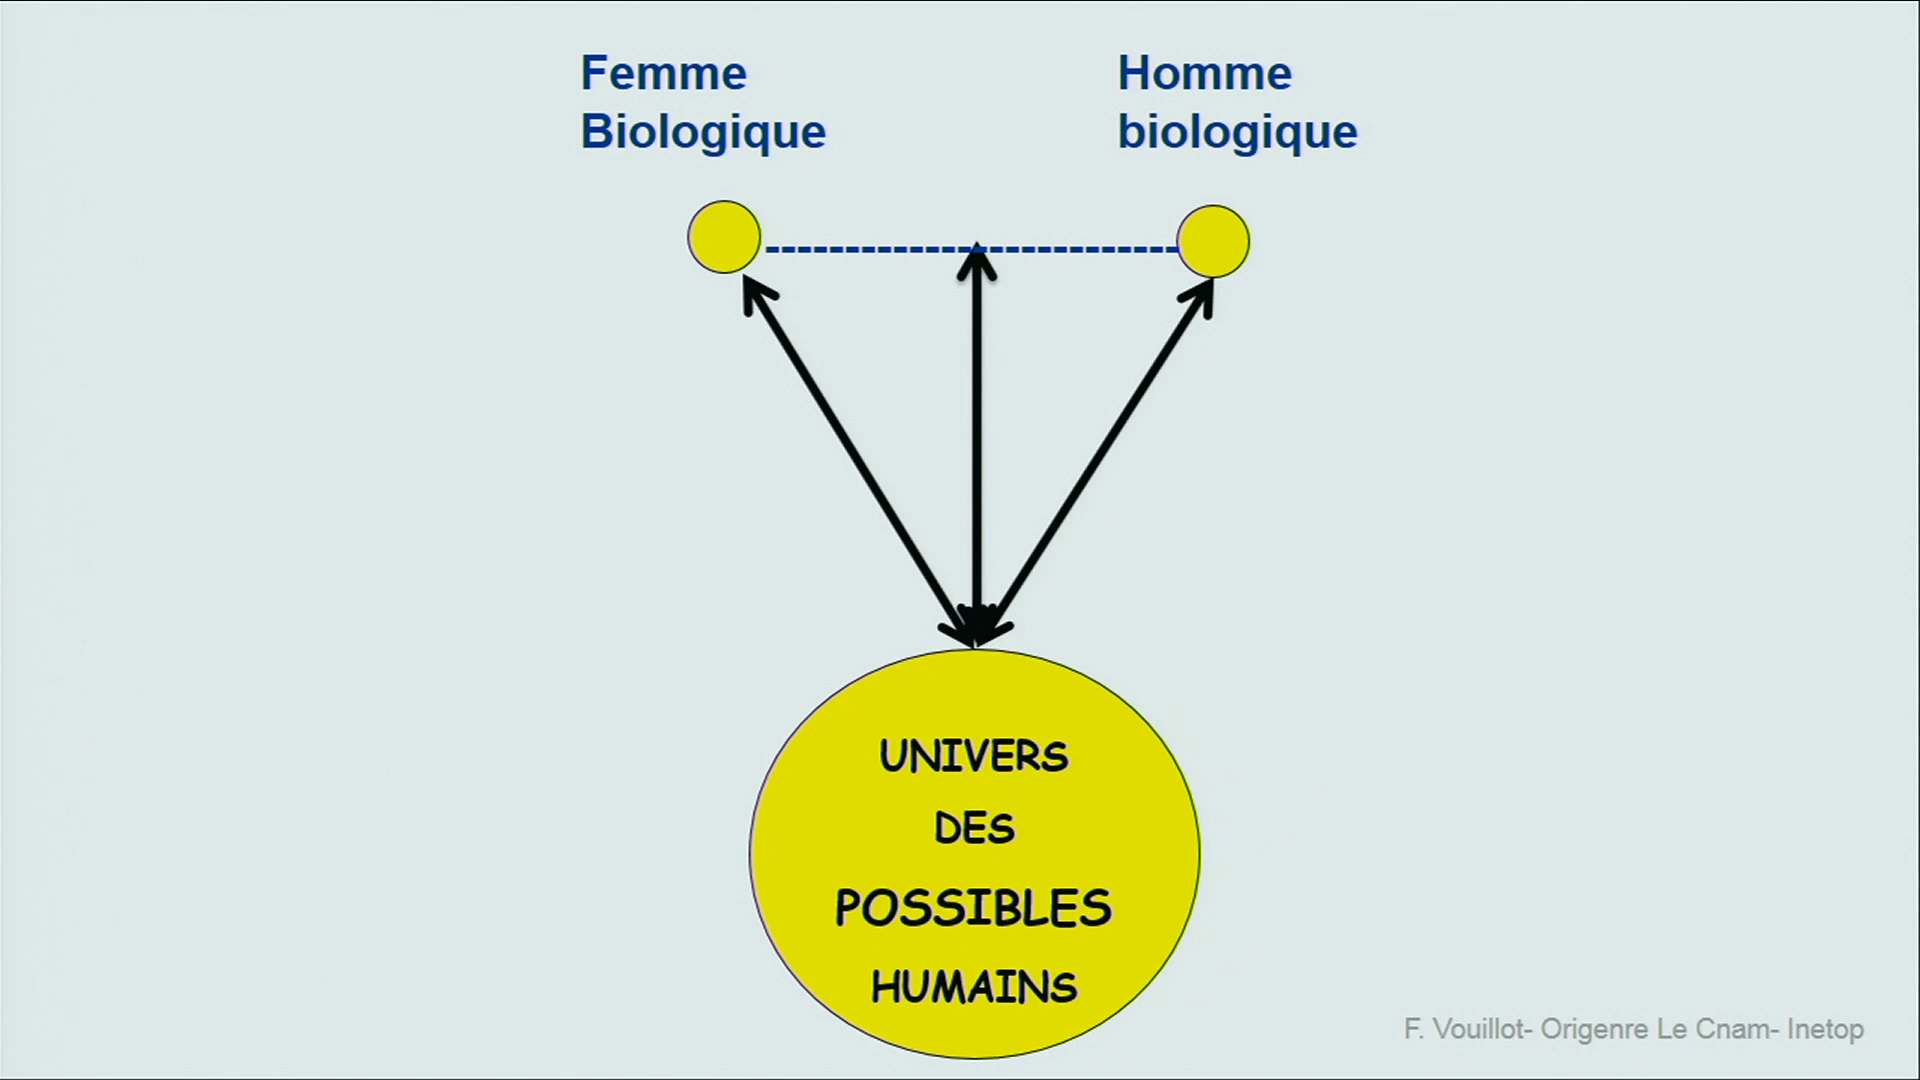 Femme
Biologique
Homme
biologique
UNIVERS
DES
POSSIBLES
HUMAINS
F. Vouillot- Origenre Le Cnam- Inetop